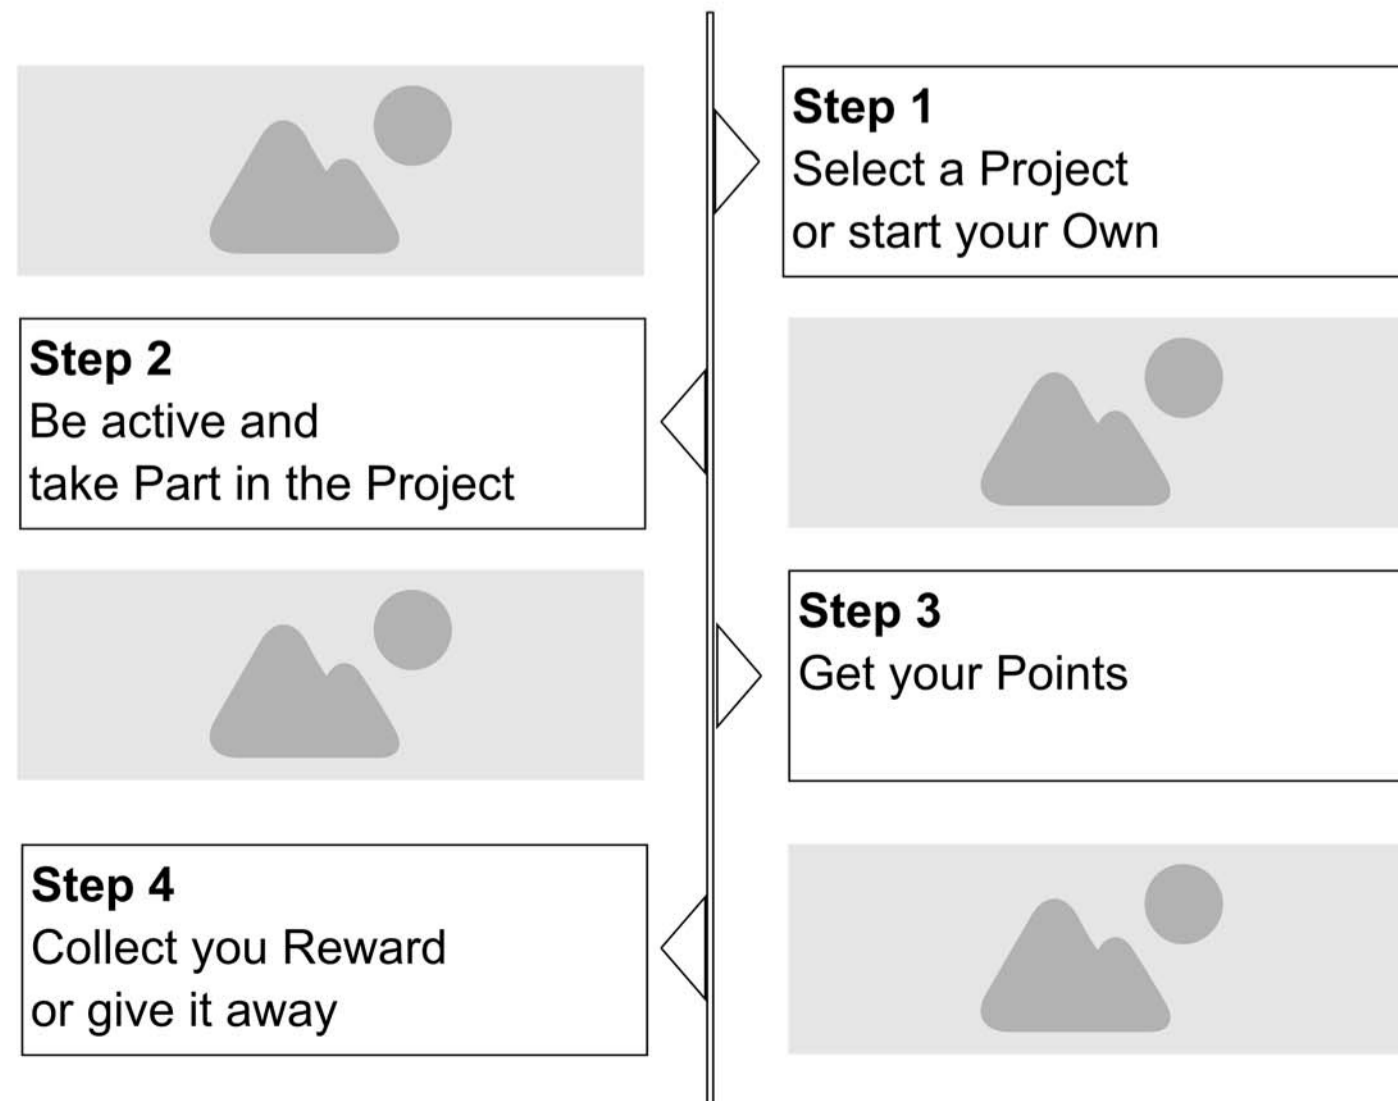 Step 1
Select a Project
or start your Own
Step 2
Be active and
take Part in the Project
Step 3
Get your Points
Step 4
Collect you Reward
or give it away